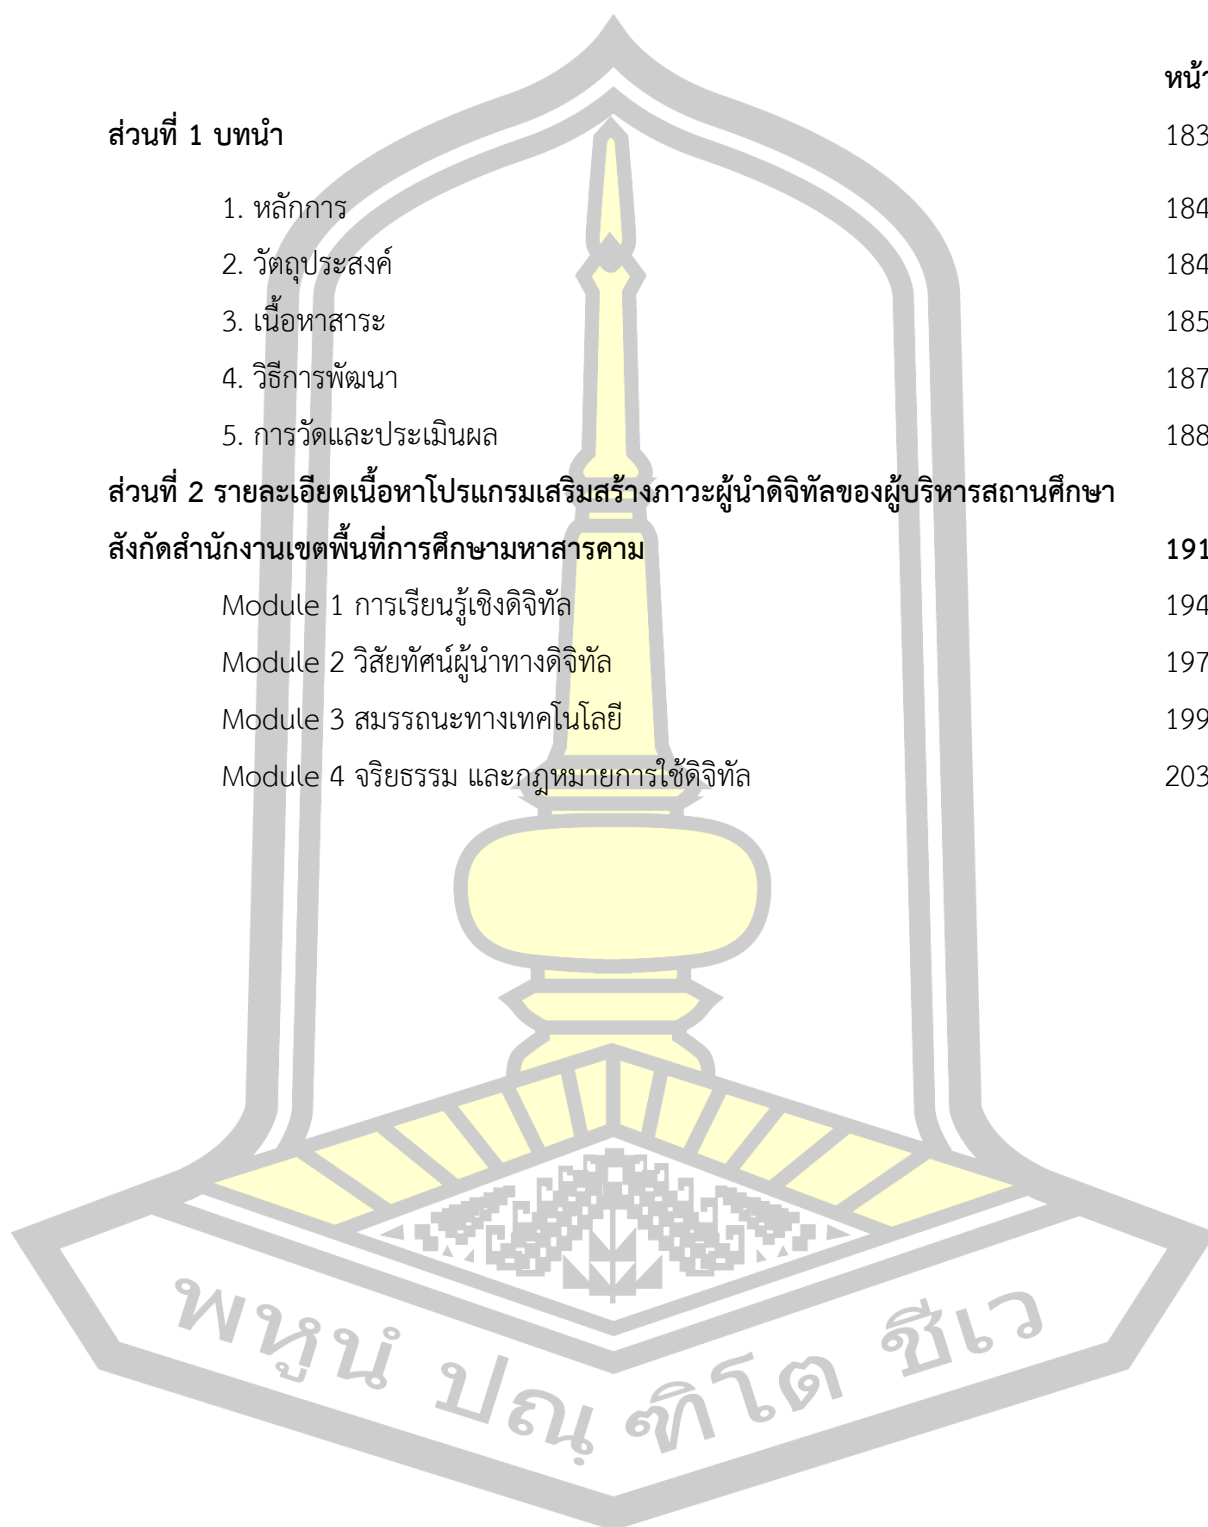 หน้า
ส่วนที่ 1 บทนำ 183
1. หลักการ 184
2. วัตถุประสงค์ 184
3. เนื้อหาสาระ 185
4. วิธีการพัฒนา 187
5. การวัดและประเมินผล 188
ส่วนที่ 2 รายละเอียดเนื้อหาโปรแกรมเสริมสร้างภาวะผู้นำดิจิทัลของผู้บริหารสถานศึกษา
สังกัดสำนักงานเขตพื้นที่การศึกษามหาสารคาม 191
Module 1 การเรียนรู้เชิงดิจิทัล 194
Module 2 วิสัยทัศน์ผู้นำทางดิจิทัล 197
Module 3 สมรรถนะทางเทคโนโลยี 199
Module 4 จริยธรรม และกฎหมายการใช้ดิจิทัล 203
พหูนํ ปณฺฑิโต ชีเว